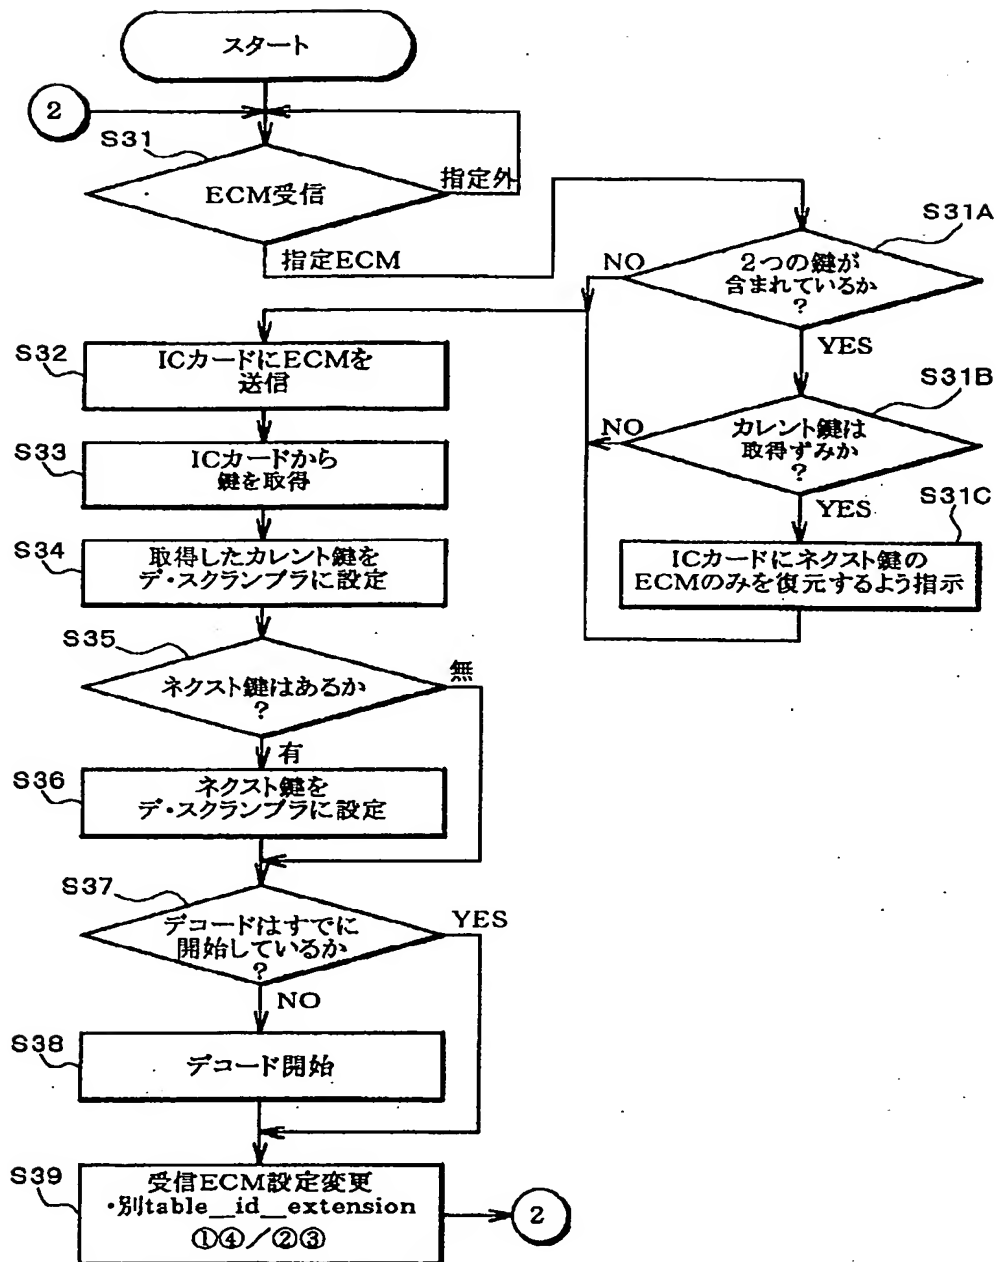 スタート
2
S31
ECM受信
指定外
指定ECM
S31A
2つの鍵が
含まれているか
?
NO
YES
S31B
カレント鍵は
取得ずみか
?
NO
YES
S31C
ICカードにネクスト鍵の
ECMのみを復元するよう指示
S32
ICカードにECMを
送信
S33
ICカードから
鍵を取得
S34
取得したカレント鍵を
デ・スクランブラに設定
S35
ネクスト鍵はあるか
?
無
有
S36
ネクスト鍵を
デ・スクランブラに設定
S37
デコードはすでに
開始しているか
?
YES
NO
S38
デコード開始
S39
受信ECM設定変更
・別table__id__extension
①④/②③
2